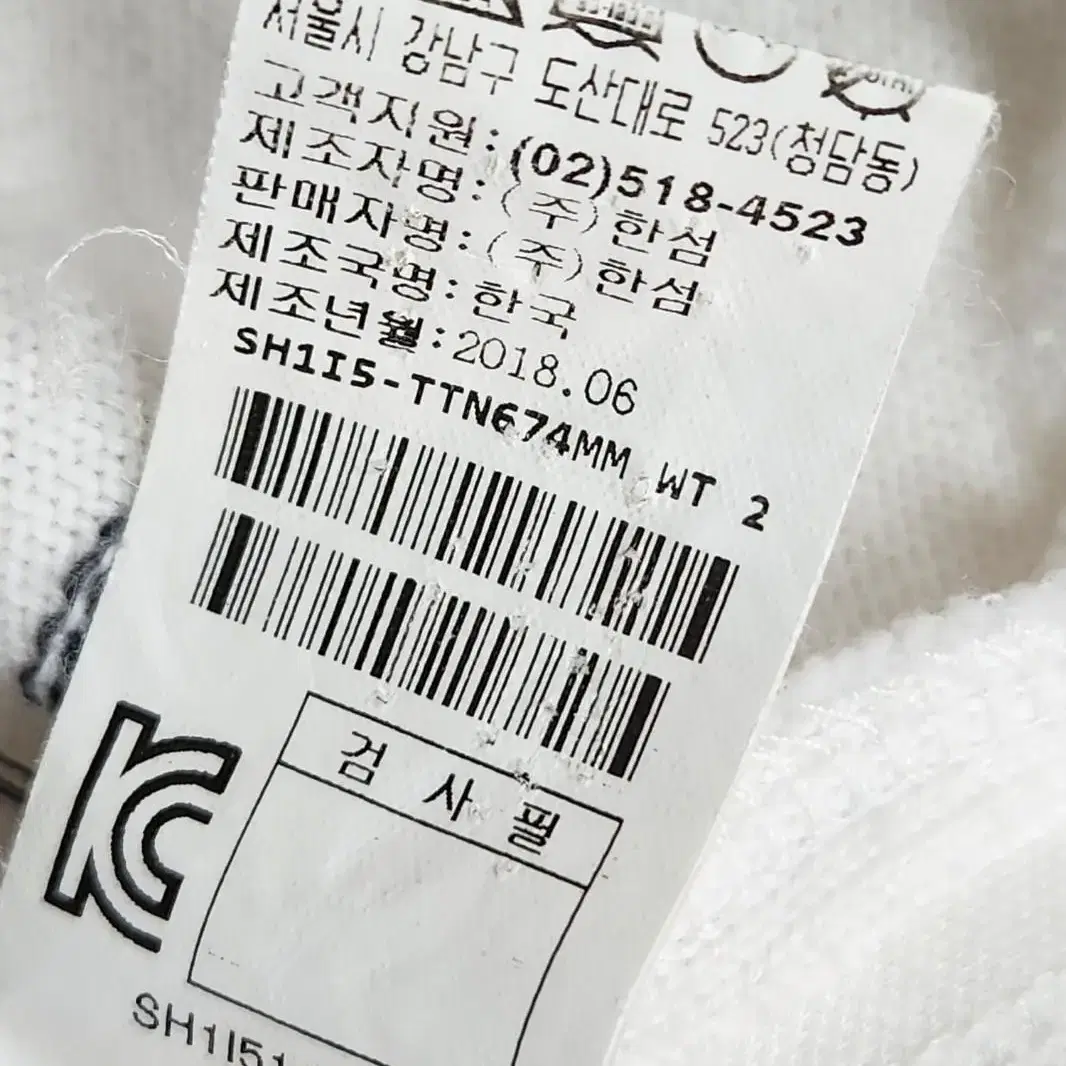 서울시 강남구 도산대로 523(청담동)
고객지원:(02)518-4523
제조자명:(주)한섬
판매자명:(주)한섬
제조국명:한국
제조년월:2018.06
SH1I5-TTN674MM WT 2
검 사 필
SH1I51